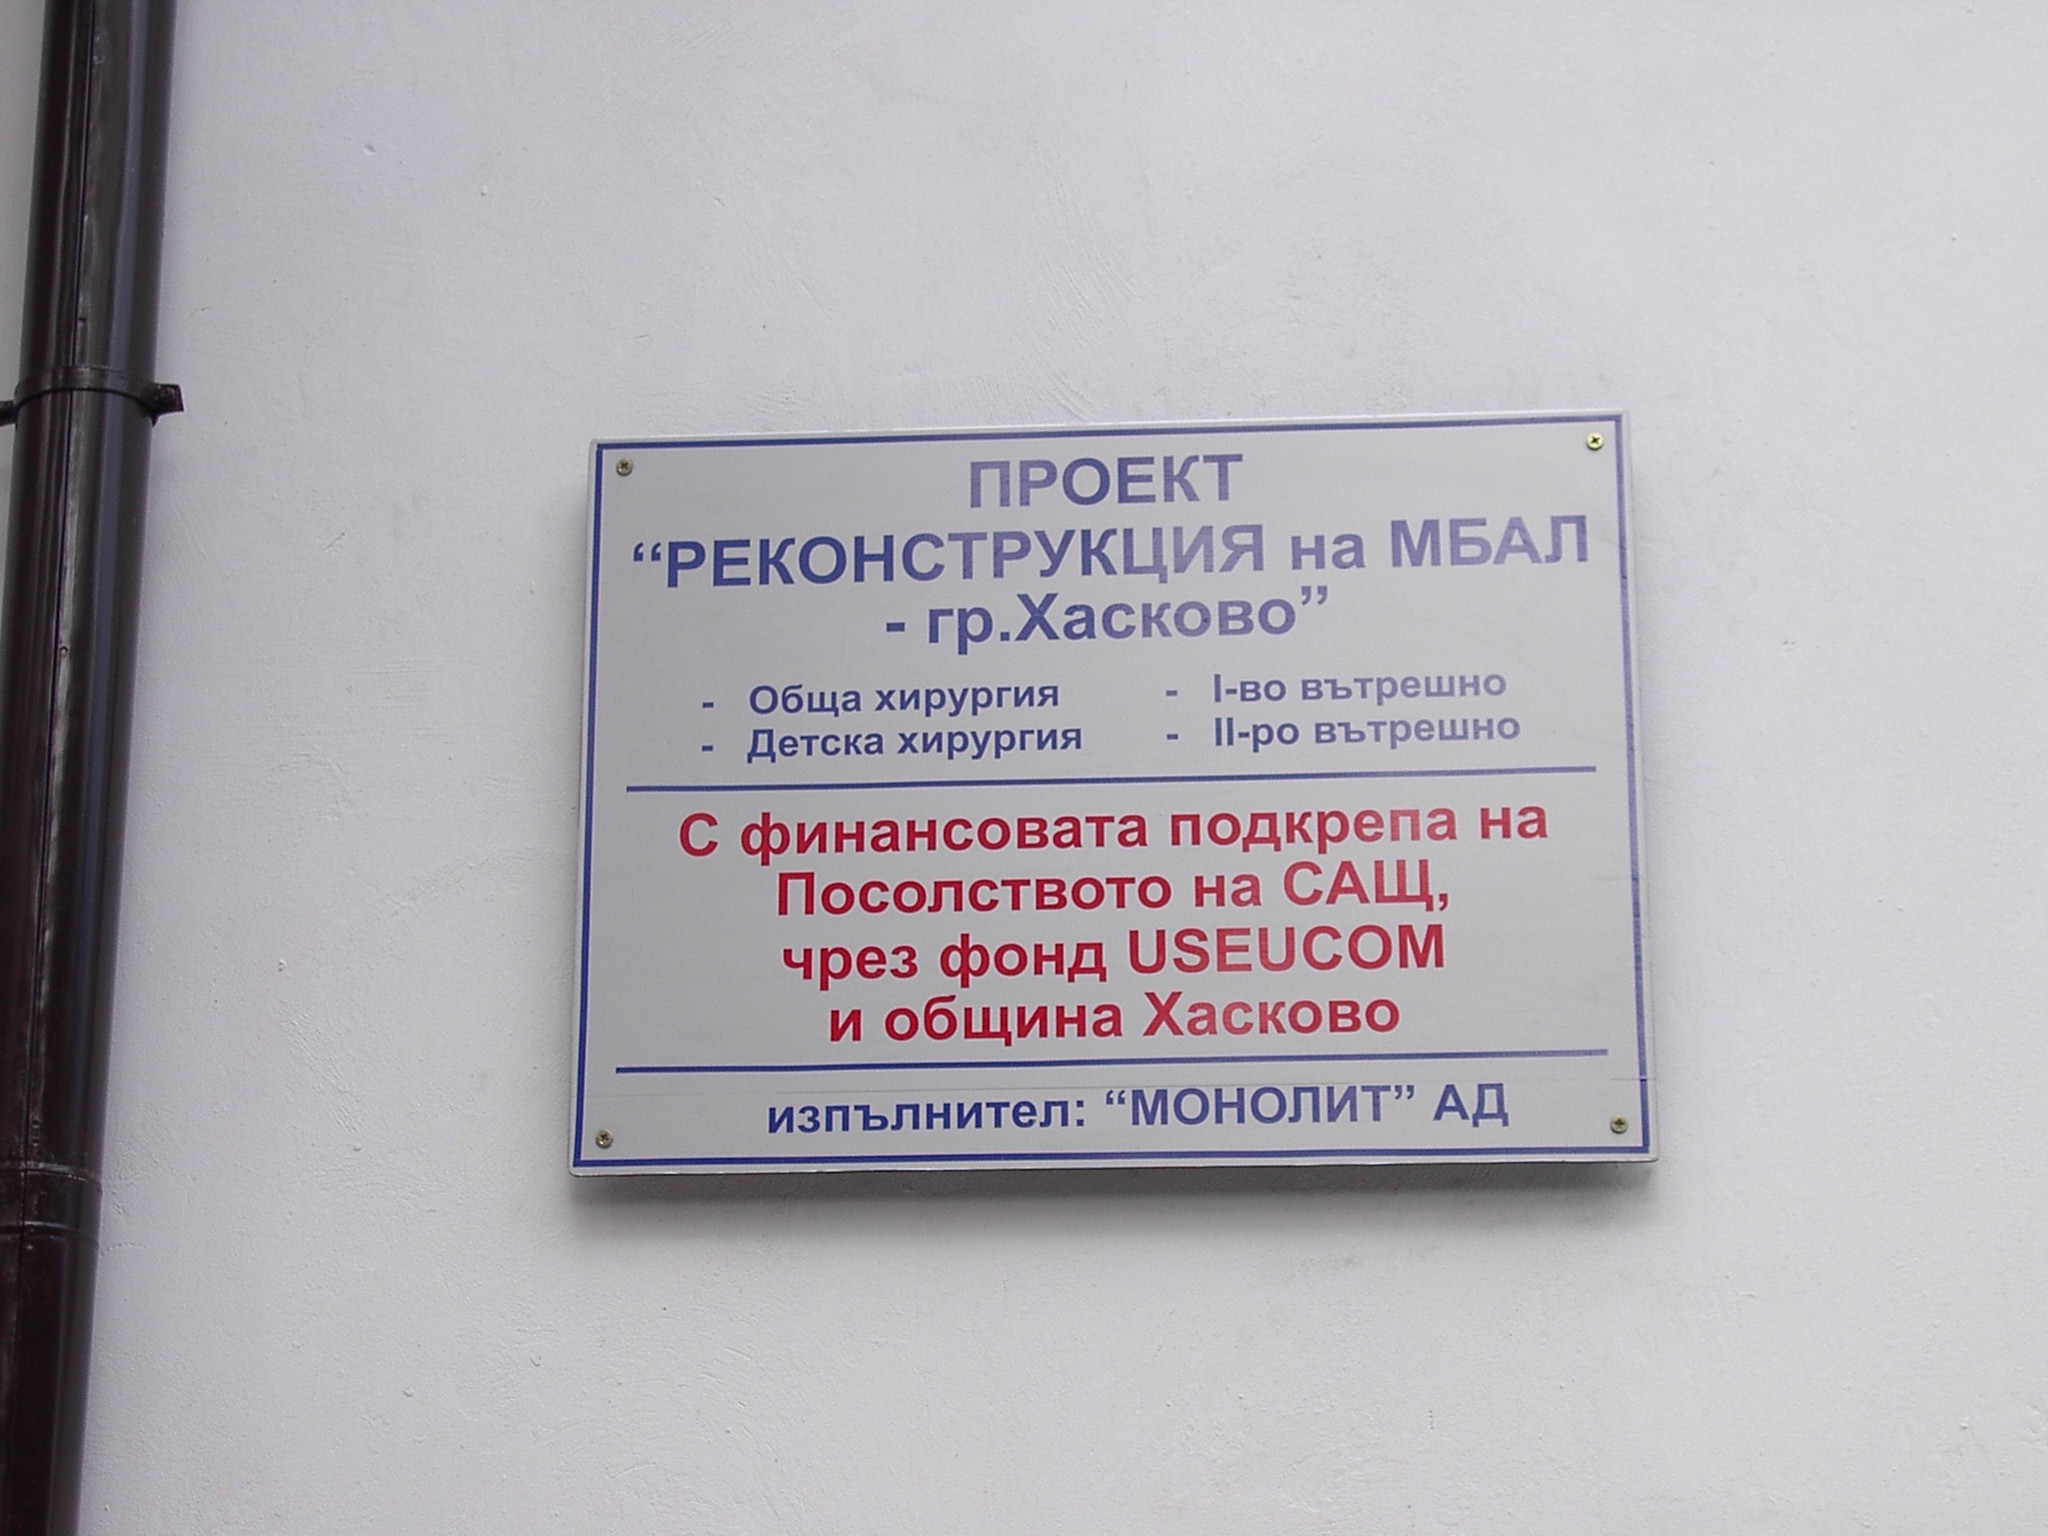 ПРОЕКТ
“РЕКОНСТРУКЦИЯ на МБАЛ
- гр.Хасково”
- Обща хирургия - I-во вътрешно
- Детска хирургия - II-ро вътрешно
С финансовата подкрепа на
Посолството на САЩ,
чрез фонд USEUCOM
и община Хасково
изпълнител: “МОНОЛИТ” АД